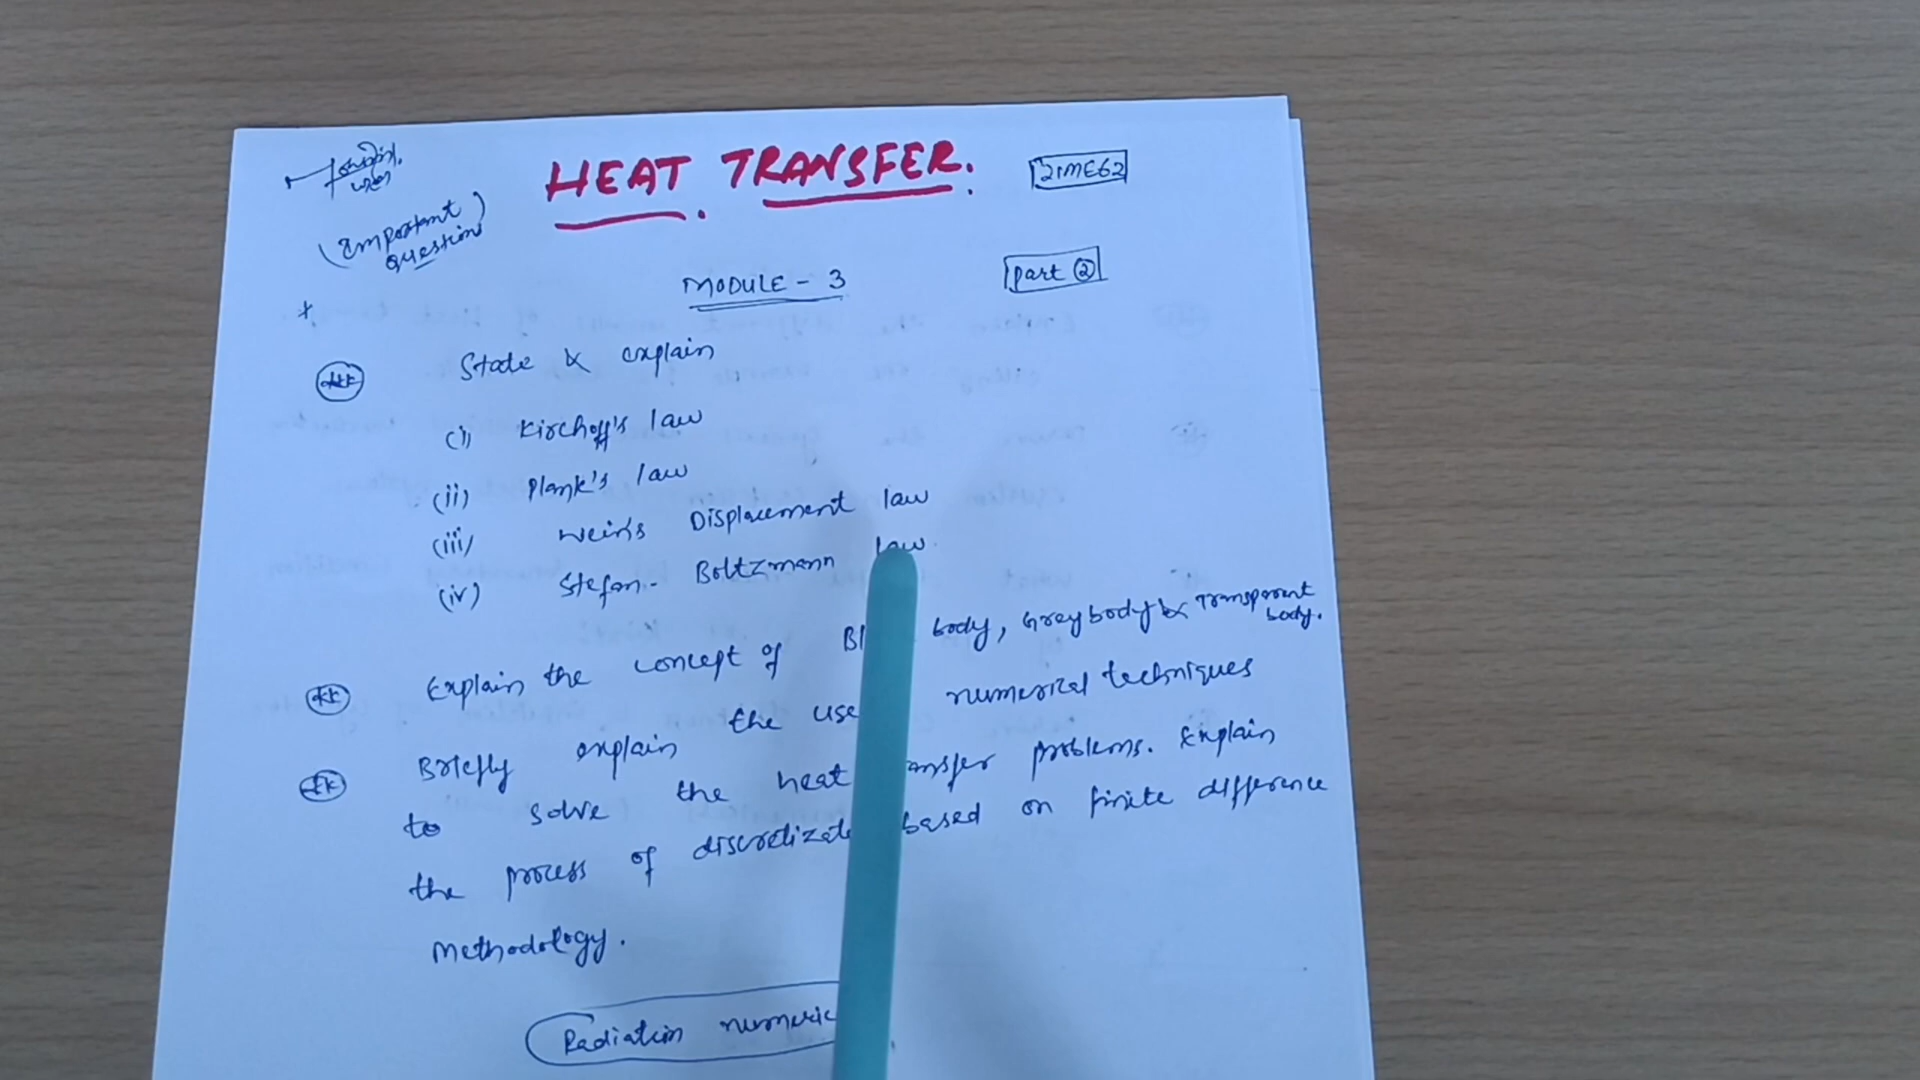 HEAT TRANSFER.
21ME62
(Important
question)
MODULE - 3
Part ②
State & explain
(i) Kirchoff's law
(ii) Plank's law
(iii) Wein's Displacement law
(iv) Stefan - Boltzmann law.
Explain the concept of body, Grey body & Transparent
body.
Briefly explain the use numerical techniques
to solve the heat problems. Explain
the process of based on finite difference
Methodology.
Radiation